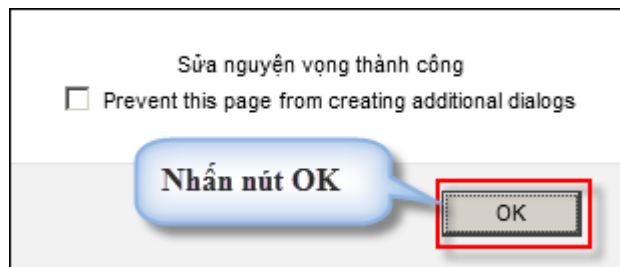 Sửa nguyện vọng thành công
Prevent this page from creating additional dialogs
Nhấn nút OK
OK